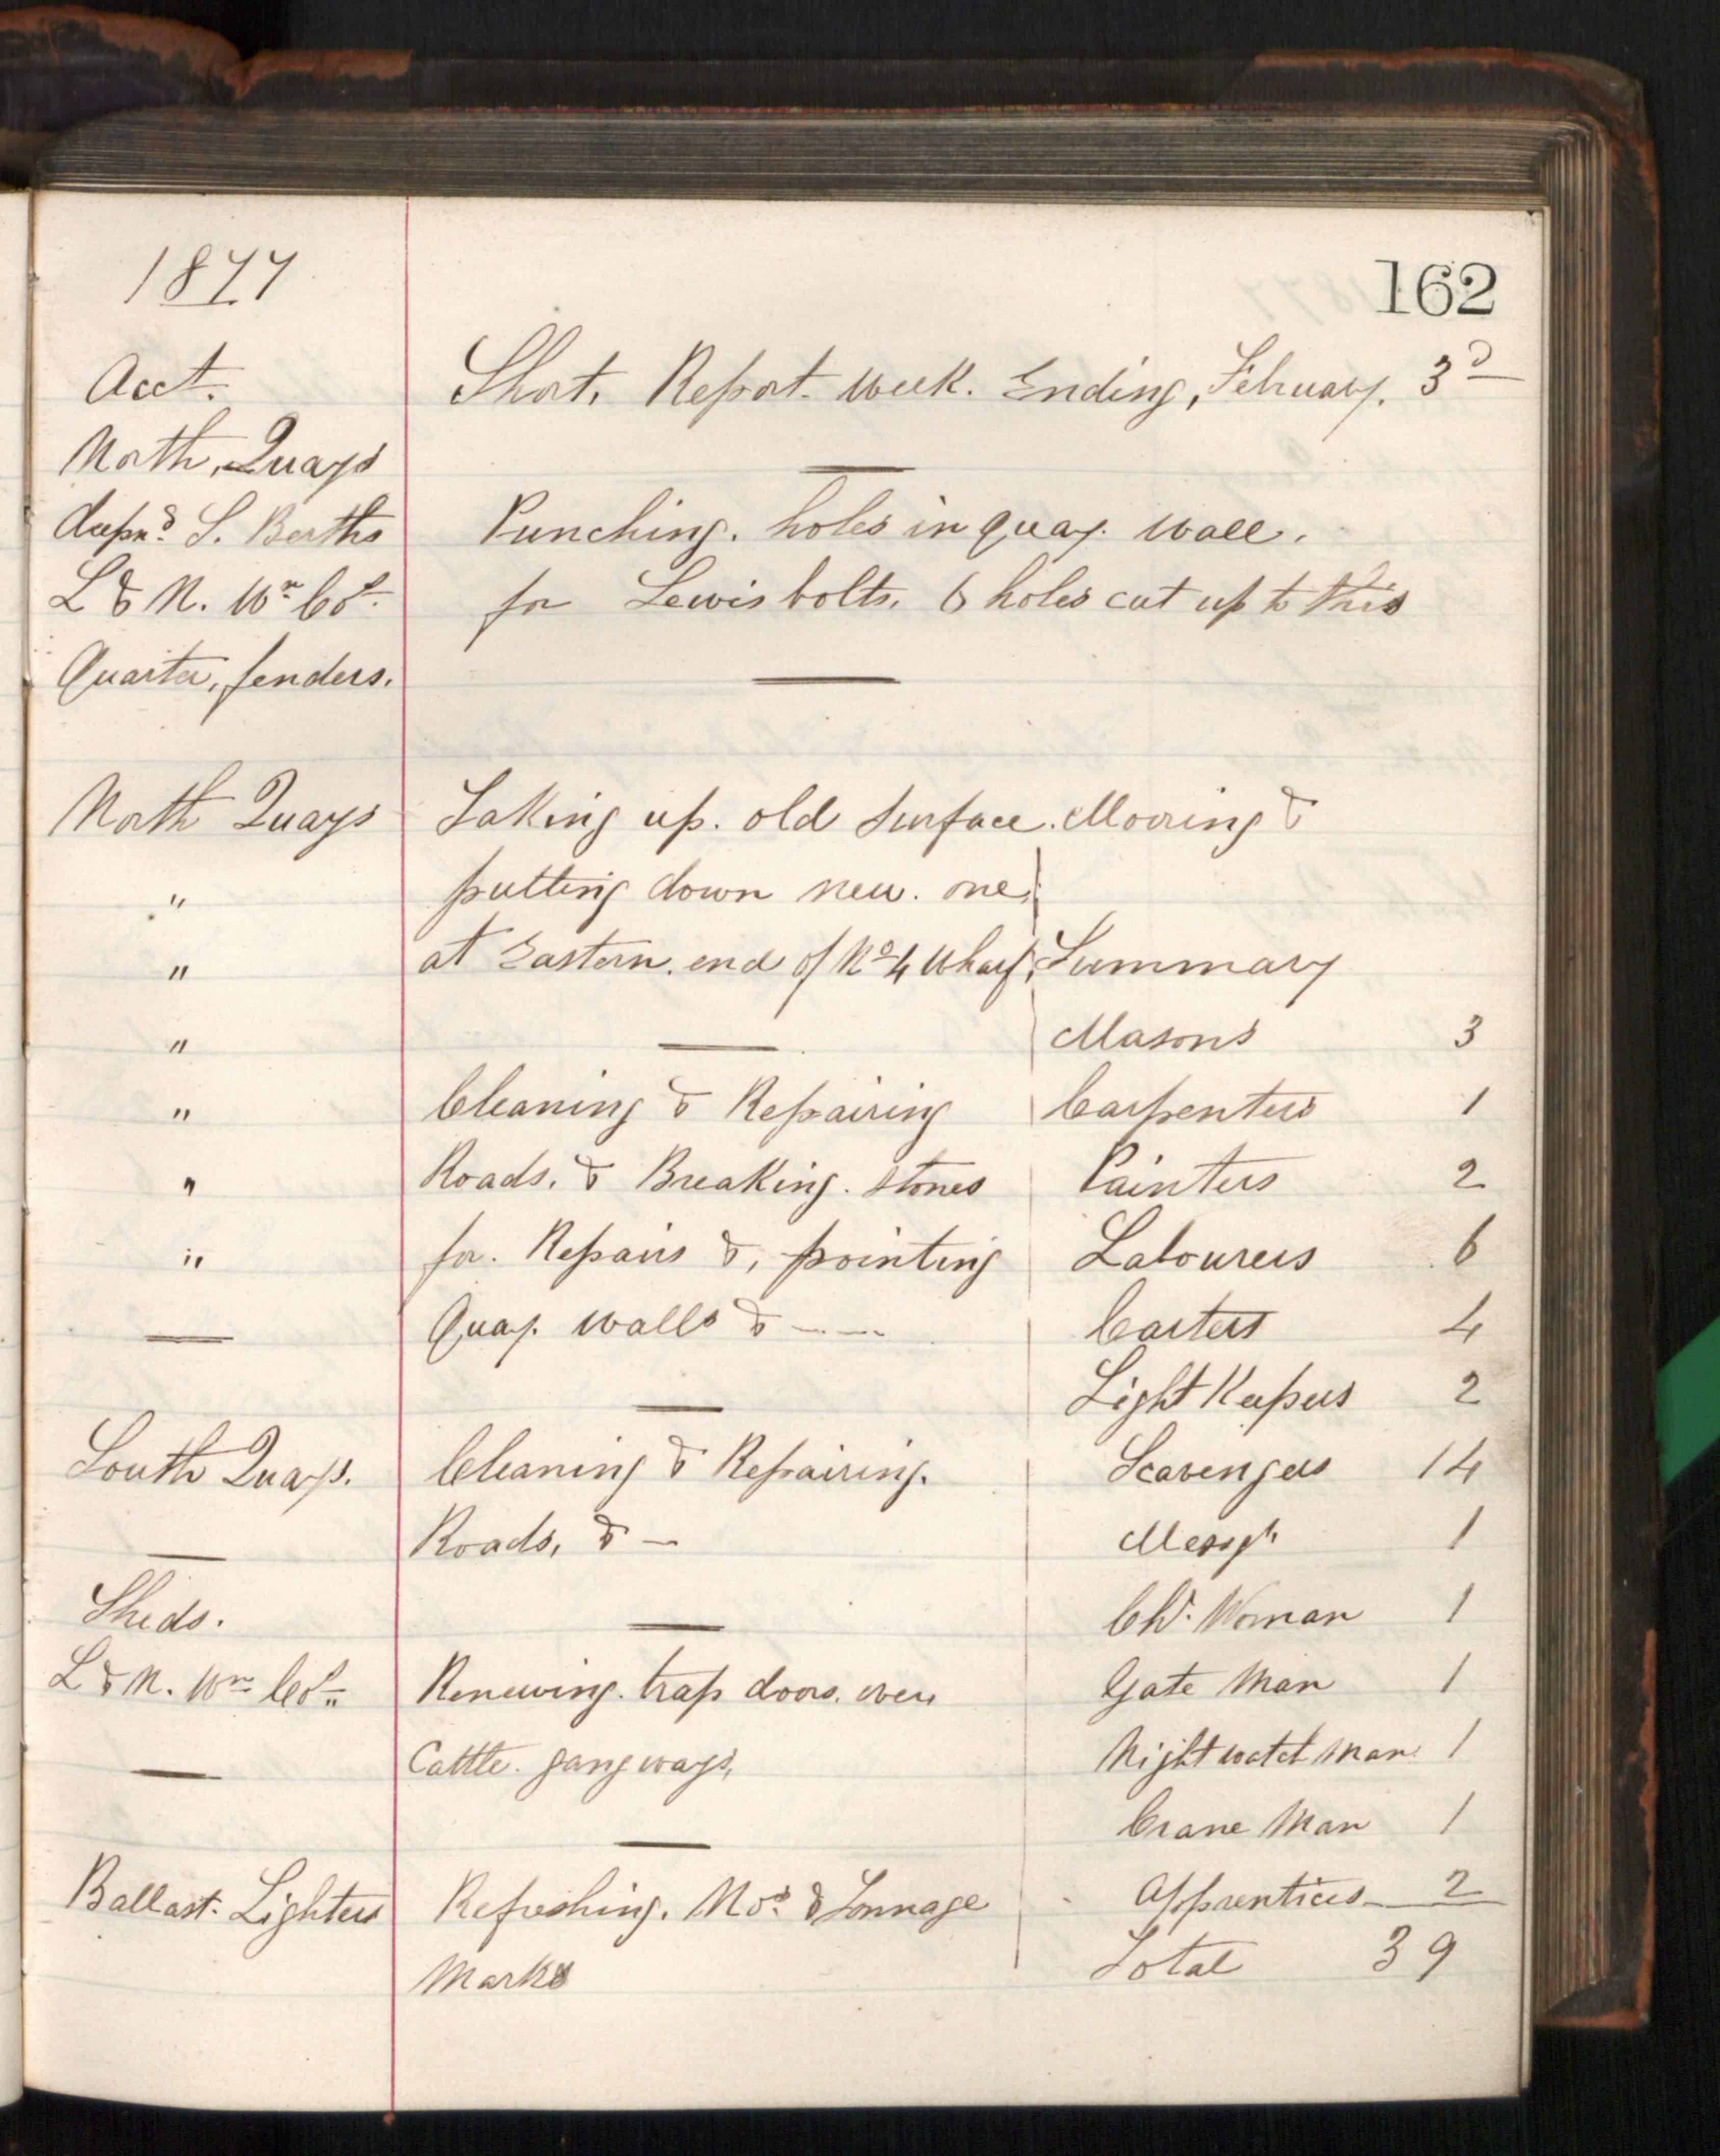 1877
162
Acct. Short. Report. Week. Ending, February. 3d
North, Quays
deepnd S. Berths Punching. holes in quay. wall.
L & N. Wn Coy. for Lewis bolts. 6 holes cut up to this
Quarter, fenders.
North Quays Taking up. old surface. Mooring &
" putting down new. one,
" at Eastern. end of No 4 Wharf, Summary
" Masons 3
" Cleaning & Repairing Carpenters 1
" Roads. & Breaking. stones Painters 2
" for. Repairs &, pointing Labourers 6
Quay. walls & Carters 4
Light Keepers 2
South Quay. Cleaning & Repairing. Scavengers 14
Roads, & — Messgr 1
Sheds. Chr. Woman 1
L & N. Wn Coy. Renewing. trap doors. over Gate Man 1
Cattle. gangways, Night watch man. 1
Crane Man 1
Ballast. Lighters Refreshing. Nos. & Tonnage Apprentices 2
Marks Total 39